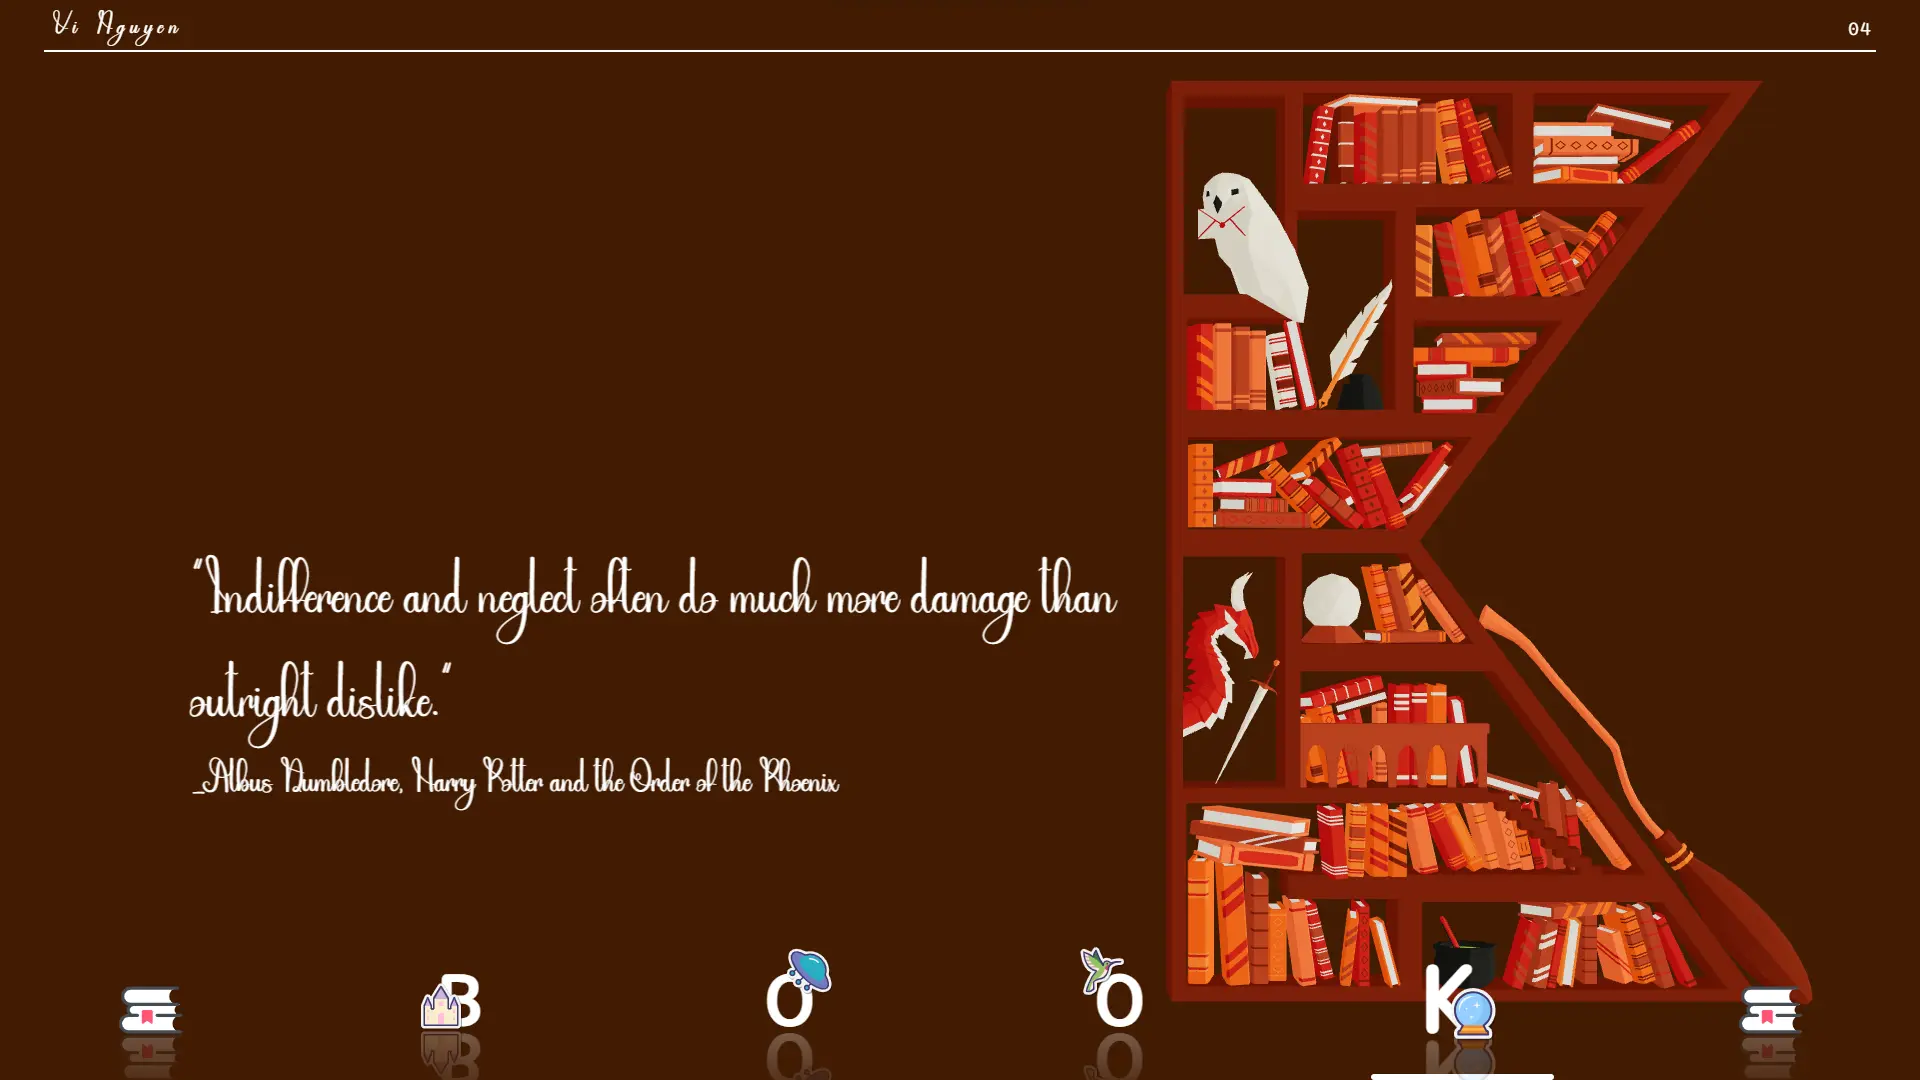 Vi Nguyen
04
"Indifference and neglect often do much more damage than
outright dislike."
_Albus Dumbledore, Harry Potter and the Order of the Phoenix
B O O K